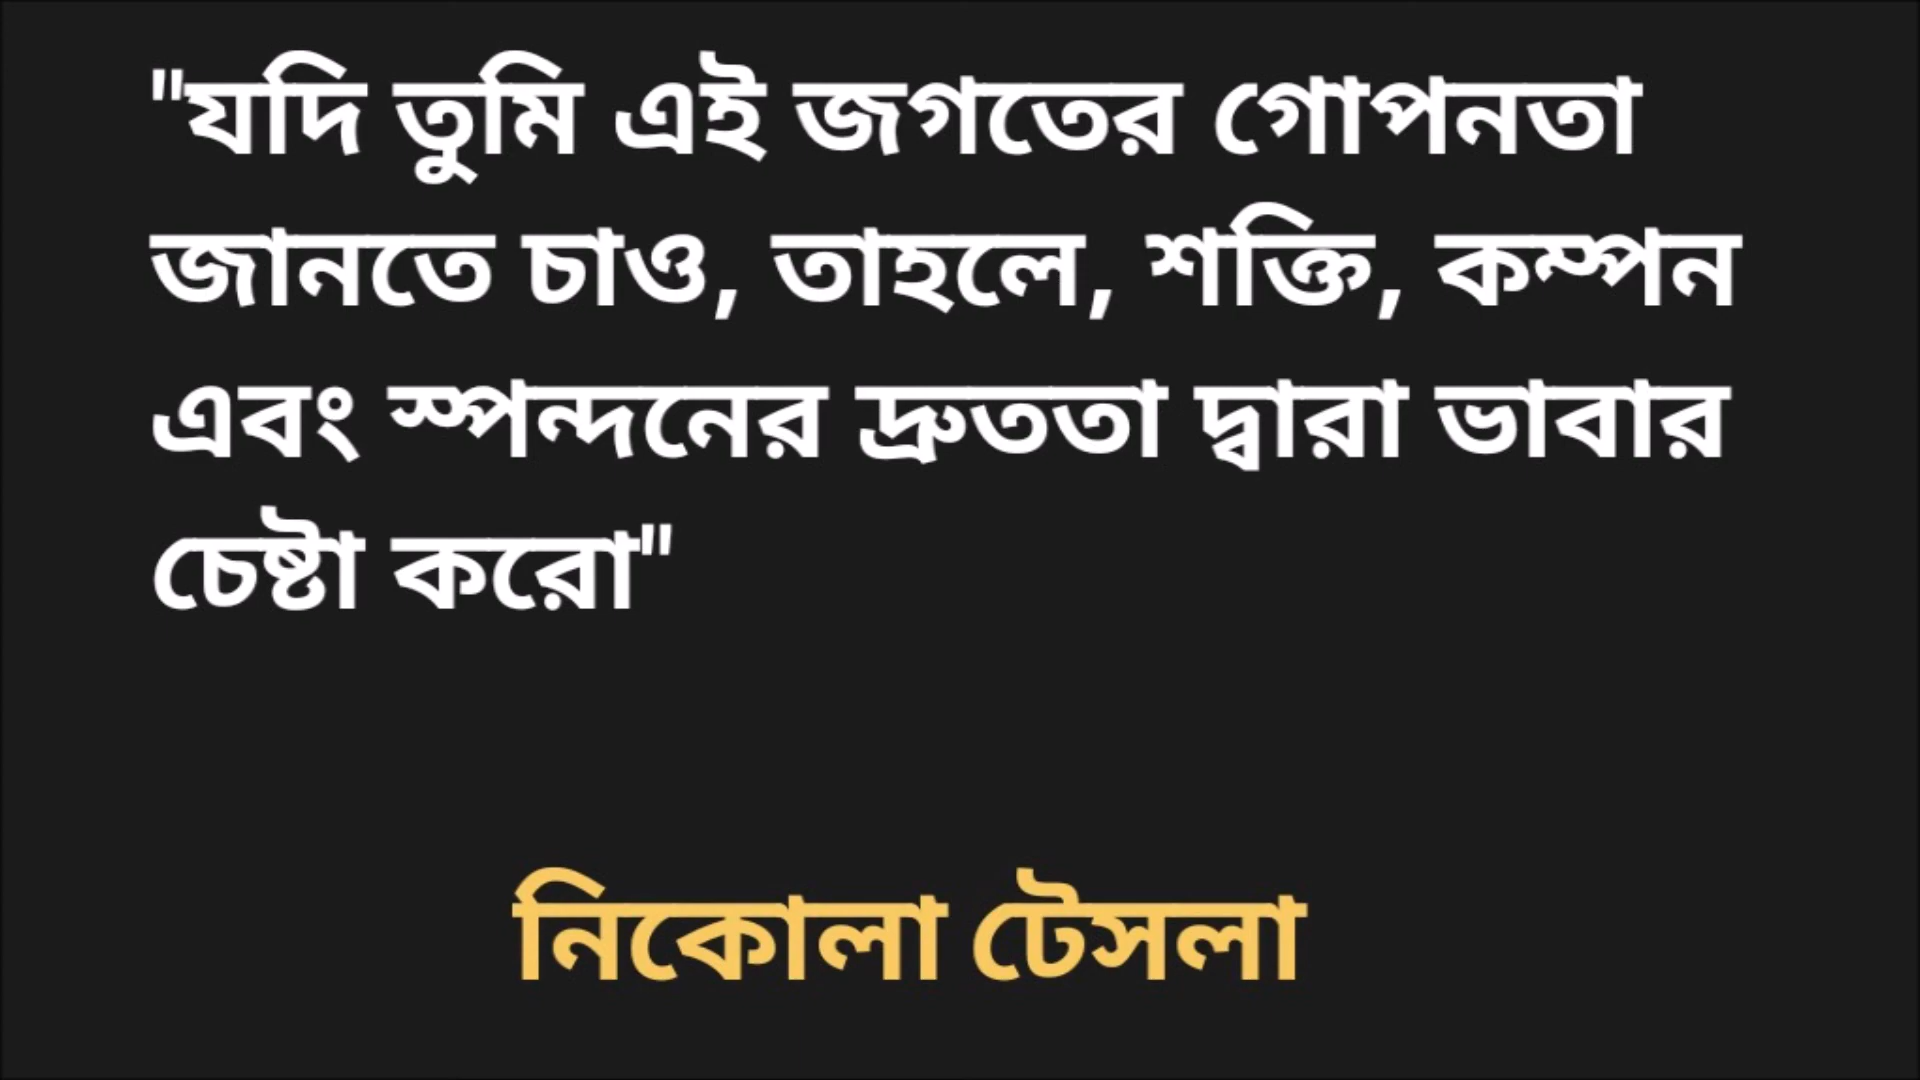 "যদি তুমি এই জগতের গোপনতা
জানতে চাও, তাহলে, শক্তি, কম্পন
এবং স্পন্দনের দ্রুততা দ্বারা ভাবার
চেষ্টা করো"
নিকোলা টেসলা